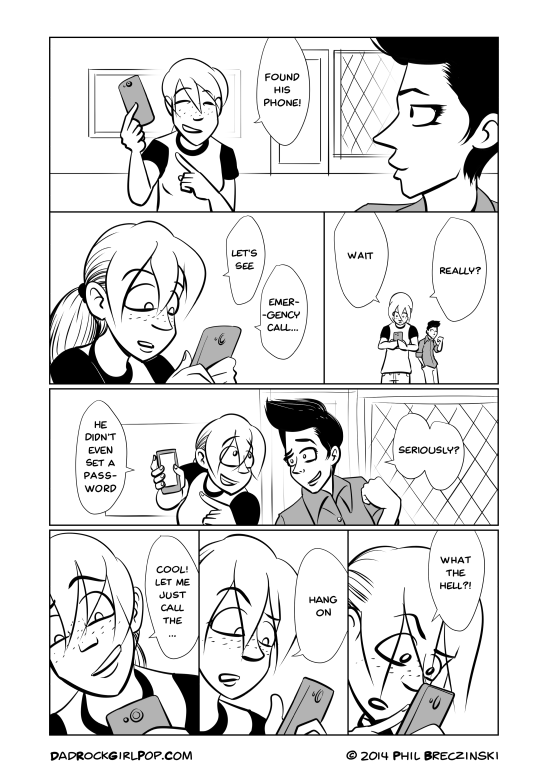 FOUND
HIS
PHONE!
LET'S
SEE
EMER-
-GENCY
CALL...
WAIT
REALLY?
HE
DIDN'T
EVEN
SET A
PASS-
WORD
SERIOUSLY?
COOL!
LET ME
JUST
CALL
THE
...
HANG
ON
WHAT
THE
HELL?!
DADROCKGIRLPOP.COM
© 2014 PHIL BRECZINSKI